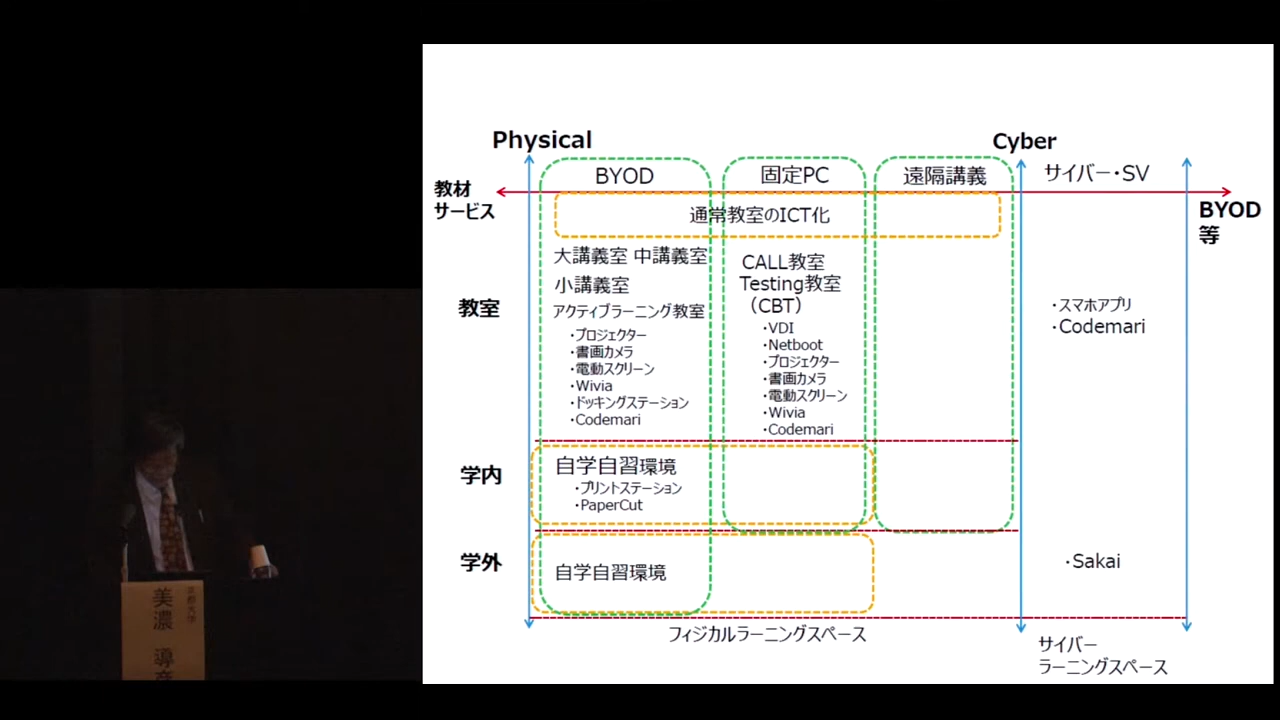 Physical
Cyber
BYOD
固定PC
遠隔講義
サイバー・SV
教材
サービス
BYOD
等
通常教室のICT化
大講義室 中講義室
小講義室
アクティブラーニング教室
・プロジェクター
・書画カメラ
・電動スクリーン
・Wivia
・ドッキングステーション
・Codemari
CALL教室
Testing教室
（CBT）
・VDI
・Netboot
・プロジェクター
・書画カメラ
・電動スクリーン
・Wivia
・Codemari
教室
・スマホアプリ
・Codemari
学内
自学自習環境
・プリントステーション
・PaperCut
学外
自学自習環境
・Sakai
フィジカルラーニングスペース
サイバー
ラーニングスペース
京都大学
美濃 導彦